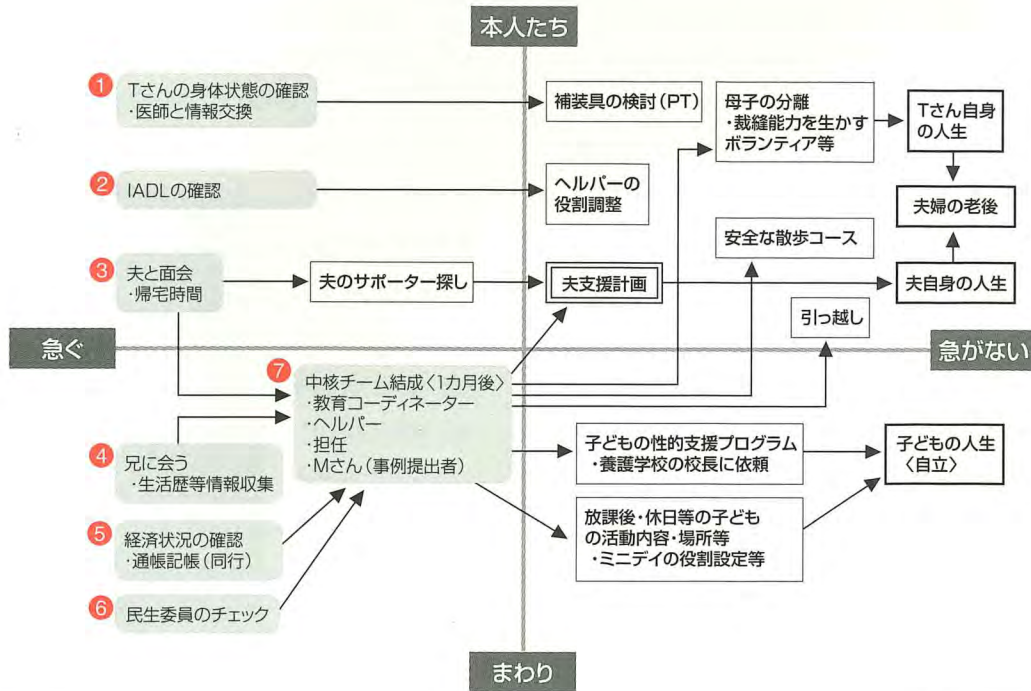 本人たち
1
Tさんの身体状態の確認
・医師と情報交換
補装具の検討(PT)
母子の分離
・裁縫能力を生かす
ボランティア等
Tさん自身
の人生
2
IADLの確認
ヘルパーの
役割調整
夫婦の老後
安全な散歩コース
3
夫と面会
・帰宅時間
夫のサポーター探し
夫支援計画
夫自身の人生
引っ越し
急ぐ
急がない
7
中核チーム結成〈1カ月後〉
・教育コーディネーター
・ヘルパー
・担任
・Mさん(事例提出者)
4
兄に会う
・生活歴等情報収集
子どもの性的支援プログラム
・養護学校の校長に依頼
子どもの人生
〈自立〉
5
経済状況の確認
・通帳記帳(同行)
放課後・休日等の子ども
の活動内容・場所等
・ミニデイの役割設定等
6
民生委員のチェック
まわり